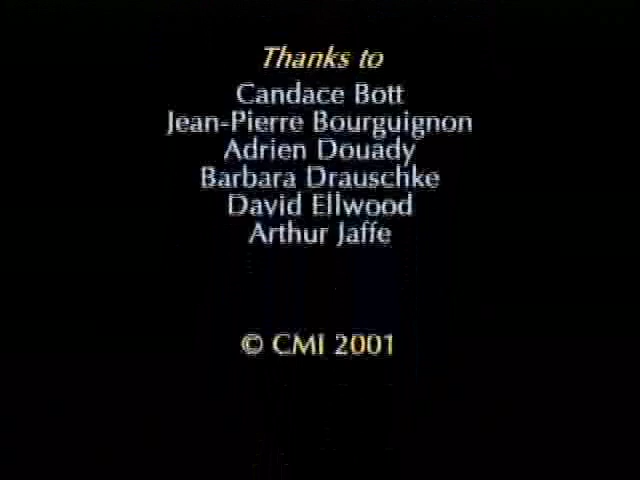 Thanks to
Candace Bott
Jean-Pierre Bourguignon
Adrien Douady
Barbara Drauschke
David Ellwood
Arthur Jaffe
© CMI 2001